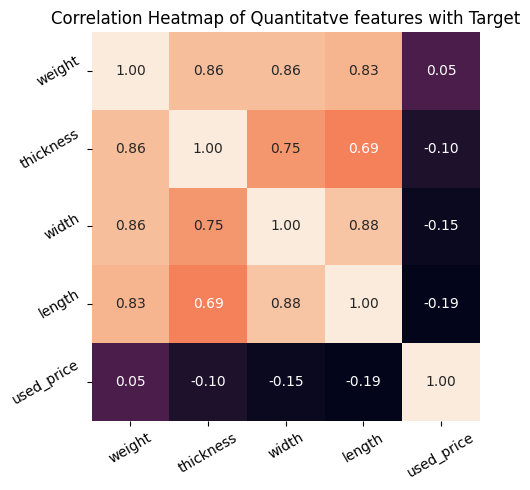 Correlation Heatmap of Quantitatve features with Target
weight 1.00 0.86 0.86 0.83 0.05
thickness 0.86 1.00 0.75 0.69 -0.10
width 0.86 0.75 1.00 0.88 -0.15
length 0.83 0.69 0.88 1.00 -0.19
used_price 0.05 -0.10 -0.15 -0.19 1.00
weight thickness width length used_price